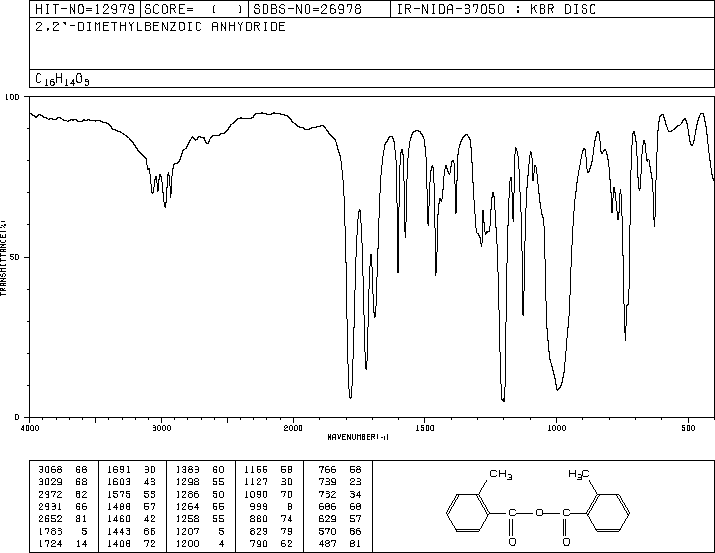 HIT-NO=12979 SCORE= ( ) SDBS-NO=26978 IR-NIDA-37050 : KBR DISC
2,2'-DIMETHYLBENZOIC ANHYDRIDE
C16H14O3
100
50
0
TRANSMITTANCE(%)
4000 3000 2000 1500 1000 500
WAVENUMBER(-1)
3068 68 1691 30 1383 60 1166 58 766 58
3029 68 1603 43 1298 55 1127 30 739 23
2972 62 1575 55 1286 50 1090 70 732 34
2931 66 1488 57 1264 55 999 8 686 68
2652 81 1460 42 1258 55 880 74 629 57
1783 5 1443 66 1207 5 829 79 570 86
1724 14 1408 72 1200 4 790 62 487 81
CH3 H3C
O
O O